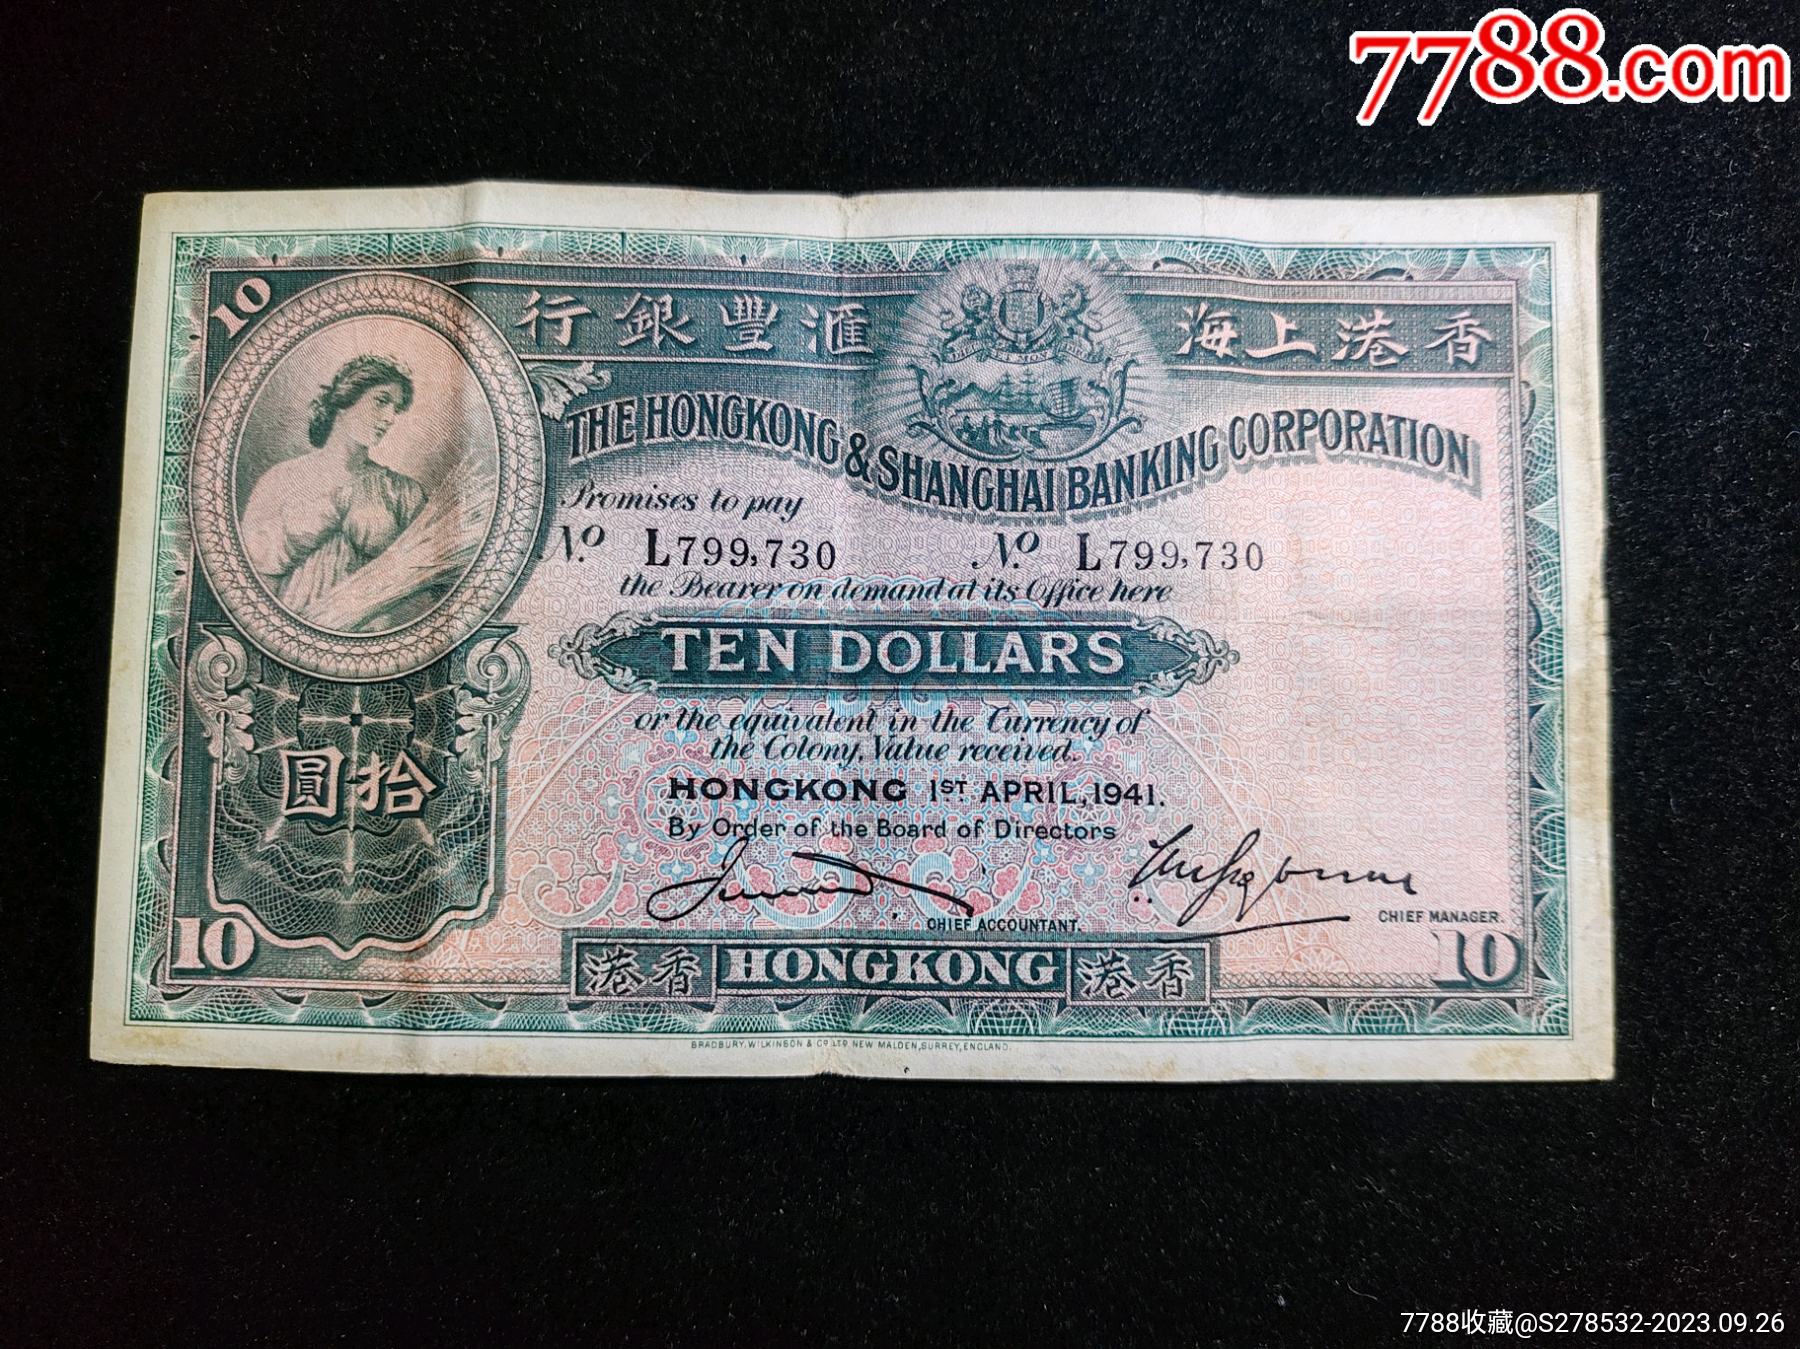 7788.com
10
香港上海滙豐銀行
THE HONGKONG & SHANGHAI BANKING CORPORATION
Promises to pay
No. L799,730 No. L799,730
the Bearer on demand at its Office here
TEN DOLLARS
or the equivalent in the Currency of
the Colony, Value received.
拾圓
HONGKONG 1ST APRIL, 1941.
By Order of the Board of Directors
CHIEF ACCOUNTANT.
CHIEF MANAGER.
10
香港 HONGKONG 香港
10
BRADBURY, WILKINSON & CO LTD NEW MALDEN, SURREY, ENGLAND.
7788收藏@S278532-2023.09.26